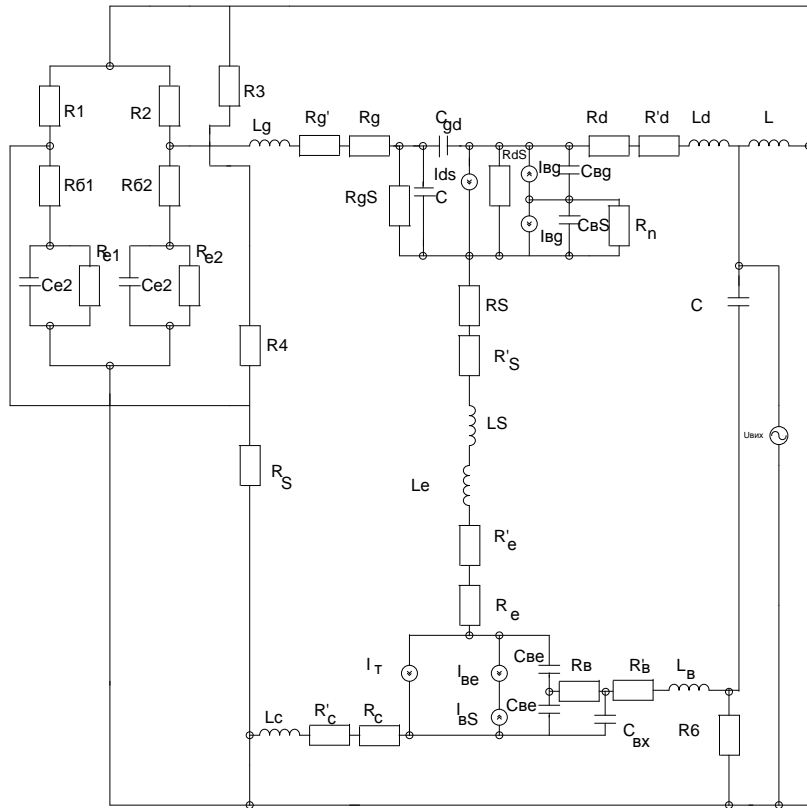 R3
R1
R2
Lg
Rg'
Rg
Cgd
Rd
R'd
Ld
L
RdS
Iвg
Cвg
Ids
RgS
C
Rб1
Rб2
Iвg
CвS
Rn
Re1
Re2
Ce2
Ce2
RS
C
R4
R'S
LS
Uвих
RS
Le
R'e
Re
IT
Iвe
Cвe
Rв
R'в
Lв
Lc
R'c
Rc
IвS
Cвe
Cвх
R6